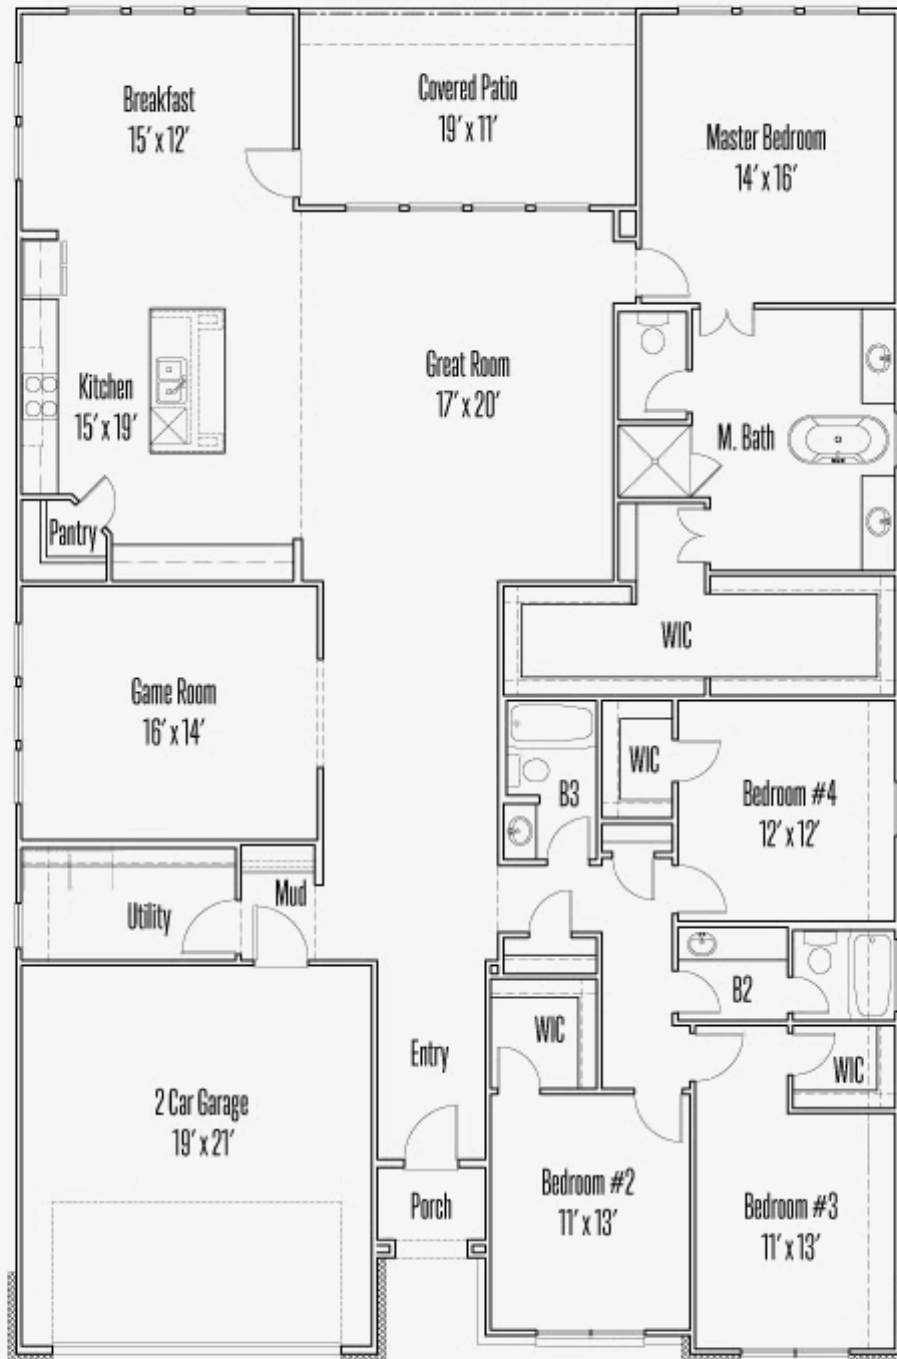 Breakfast
15' x 12'
Covered Patio
19' x 11'
Master Bedroom
14' x 16'
Kitchen
15' x 19'
Great Room
17' x 20'
M. Bath
Pantry
WIC
Game Room
16' x 14'
B3
WIC
Bedroom #4
12' x 12'
Utility
Mud
B2
WIC
Entry
WIC
2 Car Garage
19' x 21'
Porch
Bedroom #2
11' x 13'
Bedroom #3
11' x 13'